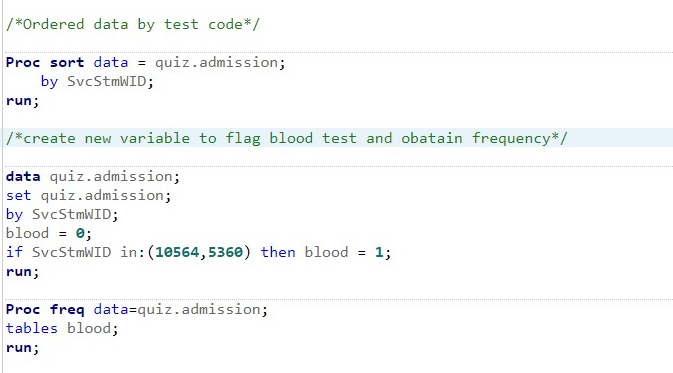 /*Ordered data by test code*/
Proc sort data = quiz.admission;
by SvcStmWID;
run;
/*create new variable to flag blood test and obatain frequency*/
data quiz.admission;
set quiz.admission;
by SvcStmWID;
blood = 0;
if SvcStmWID in:(10564,5360) then blood = 1;
run;
Proc freq data=quiz.admission;
tables blood;
run;